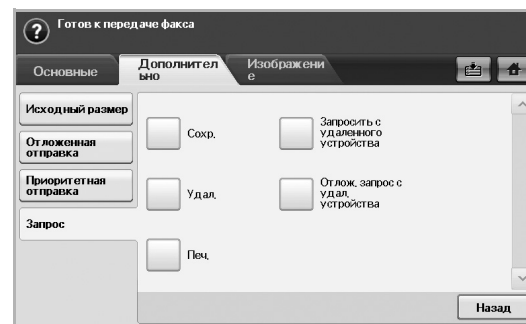 Готов к передаче факса
Основные
Дополнител
ьно
Изображени
е
Исходный размер
Отложенная
отправка
Приоритетная
отправка
Запрос
Сохр.
Запросить с
удаленного
устройства
Удал.
Отлож. запрос с
удал.
устройства
Печ.
Назад